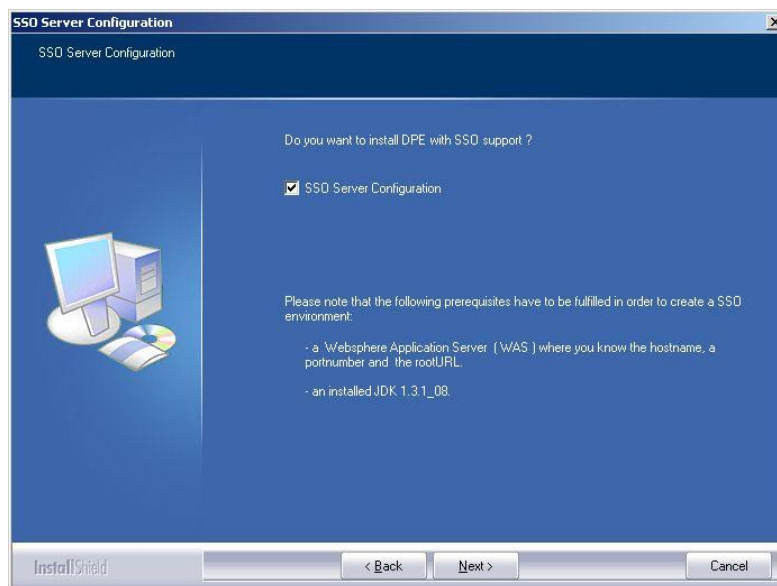 SSO Server Configuration
SSO Server Configuration
Do you want to install DPE with SSO support ?
SSO Server Configuration
Please note that the following prerequisites have to be fulfilled in order to create a SSO
environment:
- a Websphere Application Server ( WAS ) where you know the hostname, a
portnumber and the rootURL.
- an installed JDK 1.3.1_08.
InstallShield
< Back
Next >
Cancel